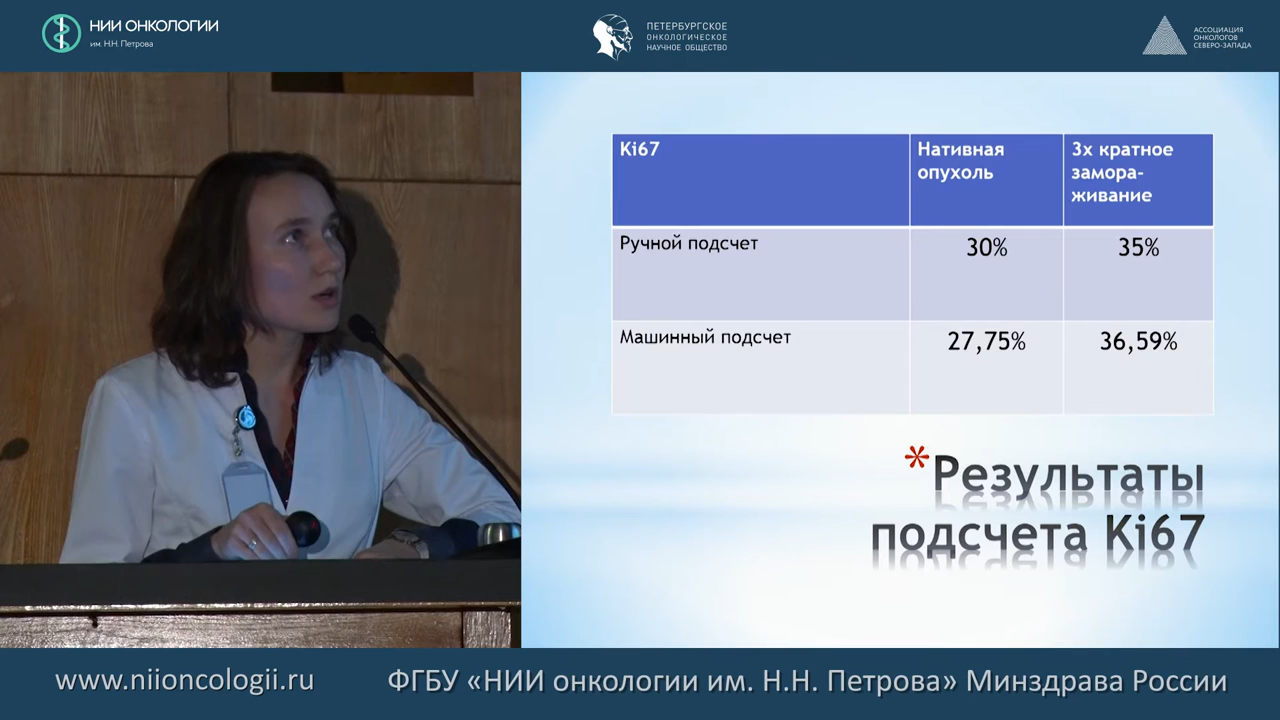 НИИ ОНКОЛОГИИ
им. Н.Н. Петрова
ПЕТЕРБУРГСКОЕ
ОНКОЛОГИЧЕСКОЕ
НАУЧНОЕ ОБЩЕСТВО
АССОЦИАЦИЯ
ОНКОЛОГОВ
СЕВЕРО-ЗАПАДА
Ki67
Нативная
опухоль
3х кратное
замора-
живание
Ручной подсчет
30%
35%
Машинный подсчет
27,75%
36,59%
*Результаты
подсчета Ki67
www.niioncologii.ru
ФГБУ «НИИ онкологии им. Н.Н. Петрова» Минздрава России